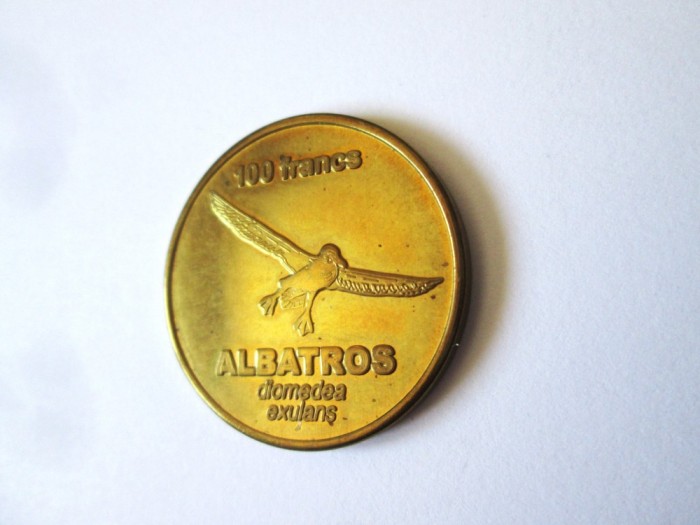 100 francs
ALBATROS
diomedea
exulans